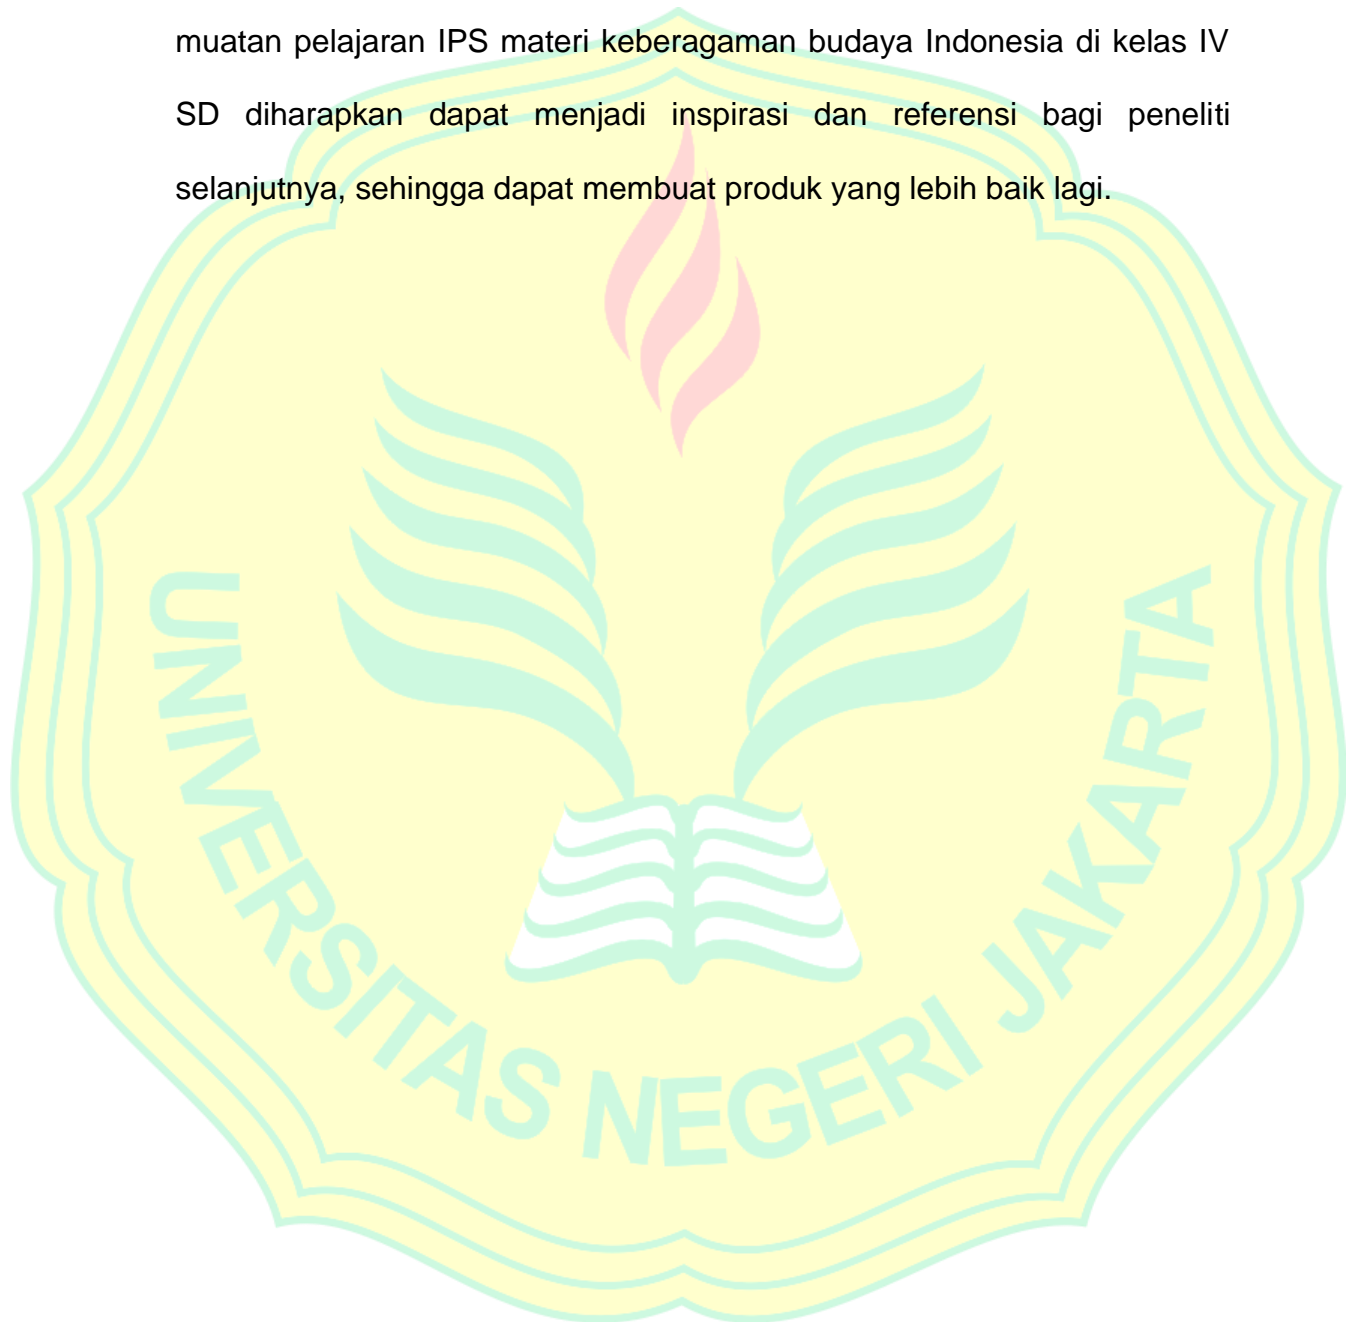 muatan pelajaran IPS materi keberagaman budaya Indonesia di kelas IV
SD diharapkan dapat menjadi inspirasi dan referensi bagi peneliti
selanjutnya, sehingga dapat membuat produk yang lebih baik lagi.
UNIVERSITAS NEGERI JAKARTA